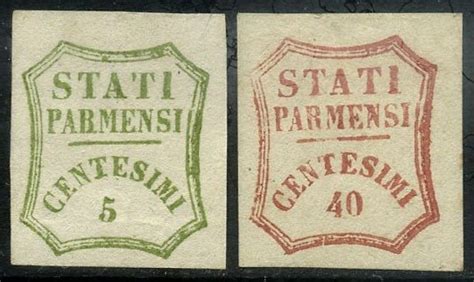 STATI
PARMENSI
CENTESIMI
5
STATI
PARMENSI
CENTESIMI
40